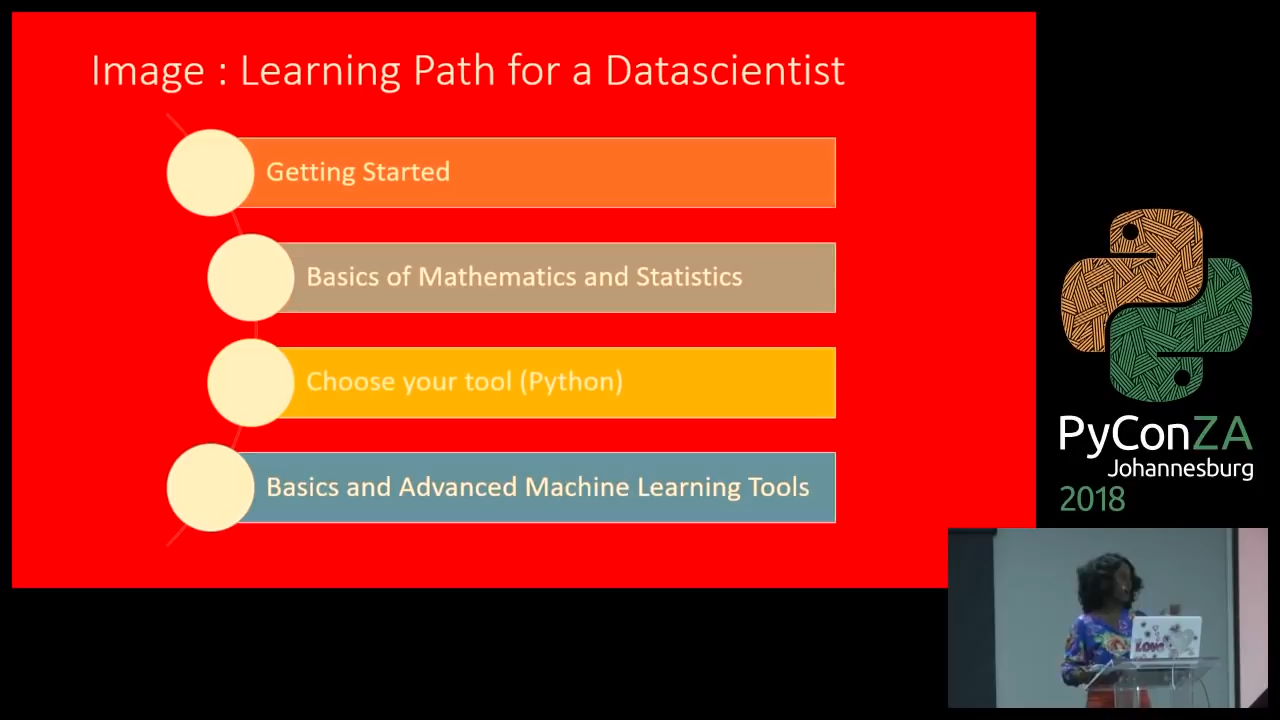 Image : Learning Path for a Datascientist
Getting Started
Basics of Mathematics and Statistics
Choose your tool (Python)
Basics and Advanced Machine Learning Tools
PyConZA
Johannesburg
2018
LOVE